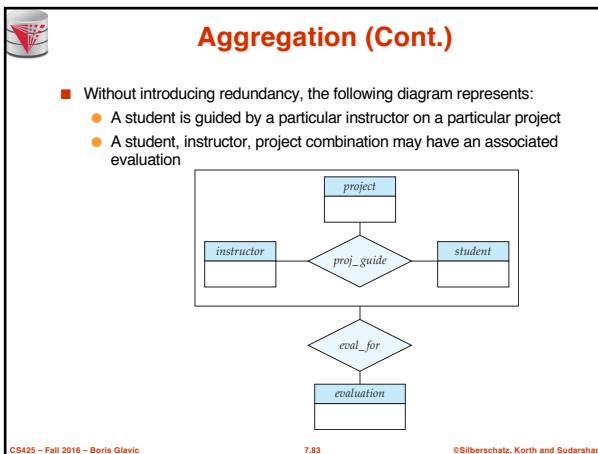 Aggregation (Cont.)
Without introducing redundancy, the following diagram represents:
A student is guided by a particular instructor on a particular project
A student, instructor, project combination may have an associated
evaluation
project
instructor
proj_guide
student
eval_for
evaluation
CS425 – Fall 2016 – Boris Glavic
7.83
©Silberschatz, Korth and Sudarshan